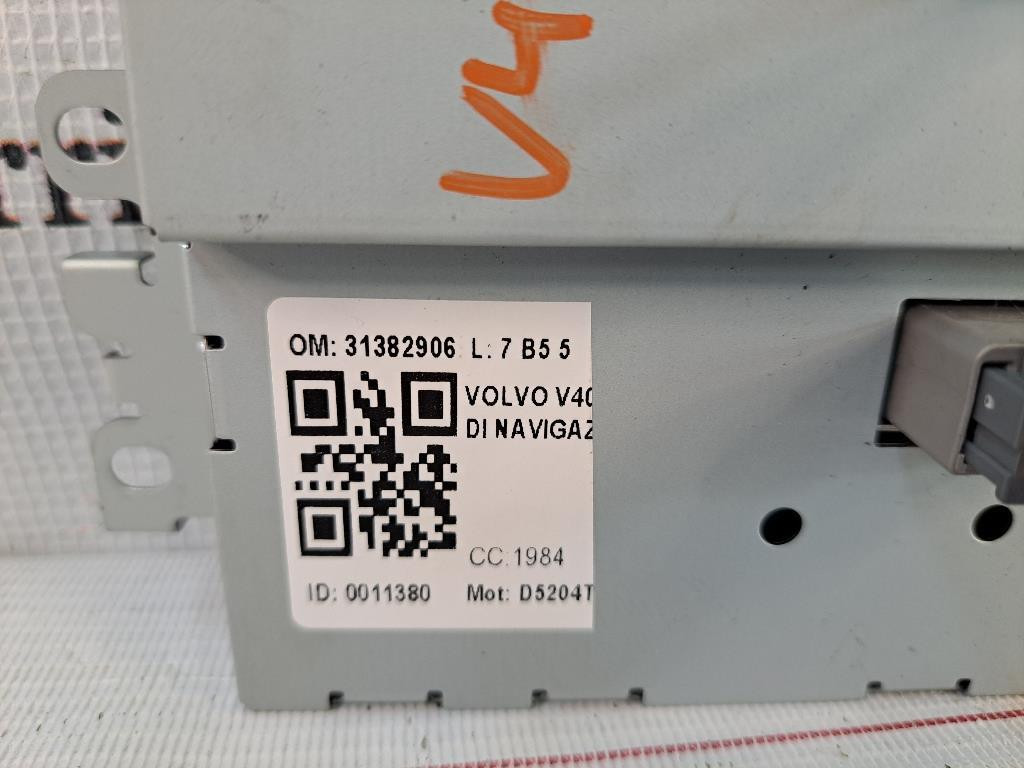 V4
OM: 31382906 L: 7 B5 5
VOLVO V40
DI NAVIGAZ
CC:1984
ID: 0011380 Mot: D5204T